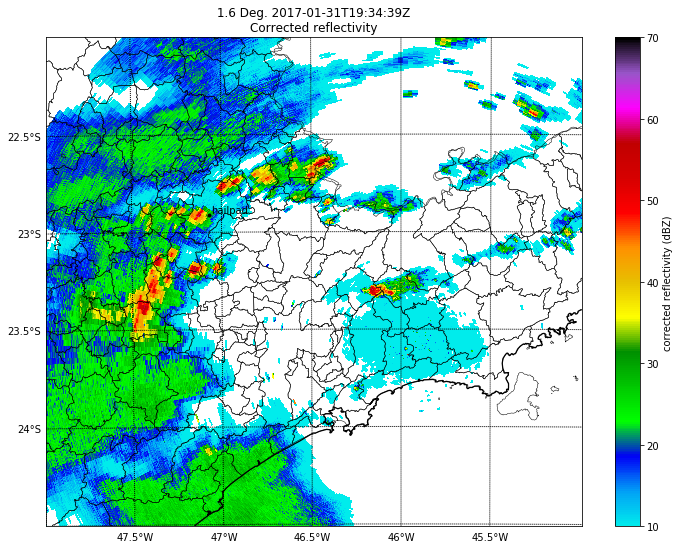 1.6 Deg. 2017-01-31T19:34:39Z
Corrected reflectivity
70
60
50
40
30
20
10
corrected reflectivity (dBZ)
22.5°S
23°S
23.5°S
24°S
hailpad
47.5°W
47°W
46.5°W
46°W
45.5°W